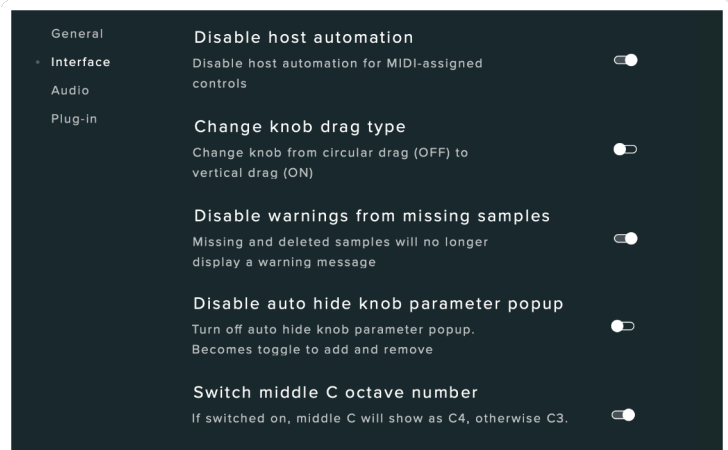 General
Interface
Audio
Plug-in
Disable host automation
Disable host automation for MIDI-assigned
controls
Change knob drag type
Change knob from circular drag (OFF) to
vertical drag (ON)
Disable warnings from missing samples
Missing and deleted samples will no longer
display a warning message
Disable auto hide knob parameter popup
Turn off auto hide knob parameter popup.
Becomes toggle to add and remove
Switch middle C octave number
If switched on, middle C will show as C4, otherwise C3.